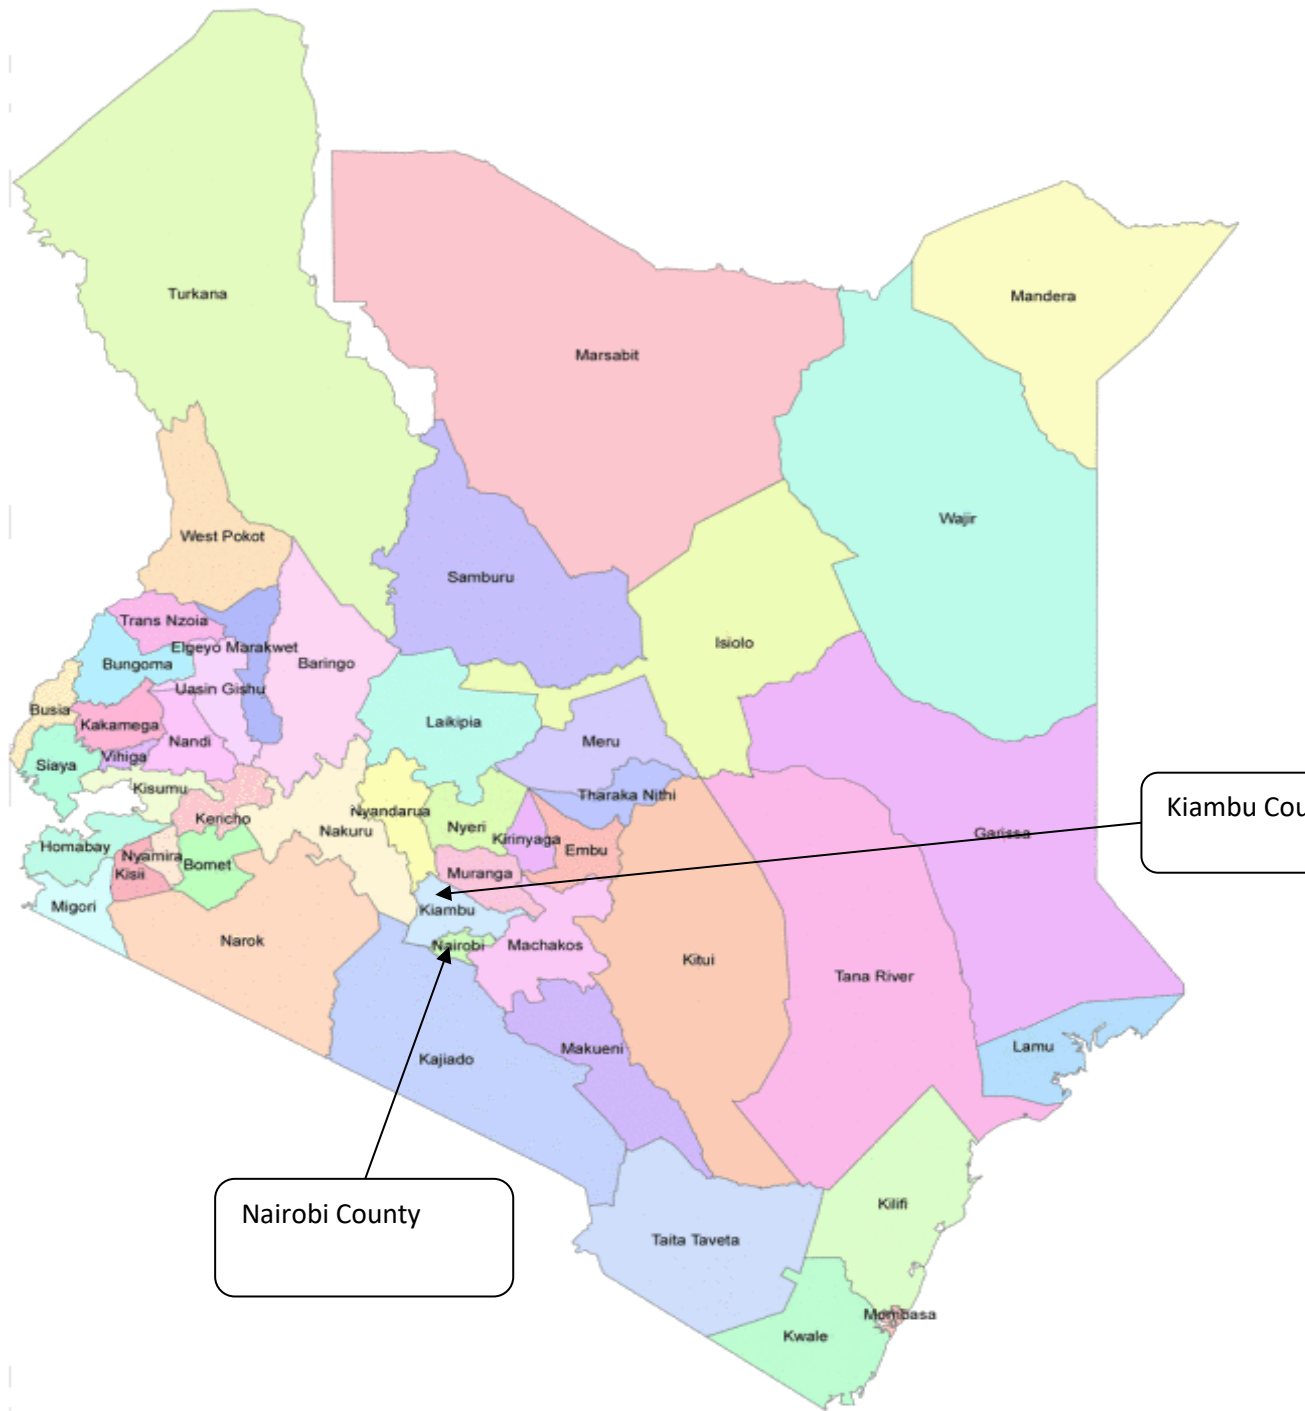 Turkana
Mandera
Marsabit
Wajir
West Pokot
Samburu
Trans Nzoia
Isiolo
Elgeyo Marakwet
Bungoma
Baringo
Uasin Gishu
Busia
Kakamega
Laikipia
Nandi
Meru
Vihiga
Siaya
Kisumu
Tharaka Nithi
Kiambu Cou
Nyandarua
Kericho
Nyeri
Nakuru
Garissa
Kirinyaga
Homabay
Embu
Nyamira
Bomet
Kisii
Muranga
Migori
Kiambu
Narok
Nairobi
Machakos
Kitui
Tana River
Lamu
Makueni
Kajiado
Nairobi County
Kilifi
Taita Taveta
Mombasa
Kwale